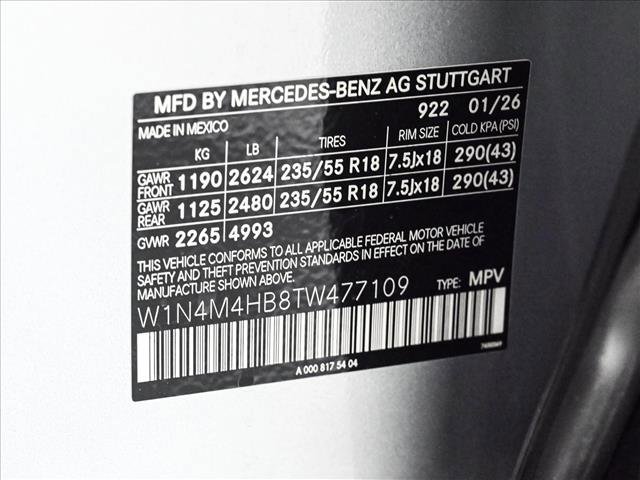 MFD BY MERCEDES-BENZ AG STUTTGART
922 01/26
MADE IN MEXICO
KG LB TIRES RIM SIZE COLD KPA(PSI)
GAWR FRONT 1190 2624 235/55 R18 7.5Jx18 290(43)
GAWR REAR 1125 2480 235/55 R18 7.5Jx18 290(43)
GVWR 2265 4993
THIS VEHICLE CONFORMS TO ALL APPLICABLE FEDERAL MOTOR VEHICLE
SAFETY AND THEFT PREVENTION STANDARDS IN EFFECT ON THE DATE OF
MANUFACTURE SHOWN ABOVE.
W1N4M4HB8TW477109 TYPE: MPV
A 000 817 54 04